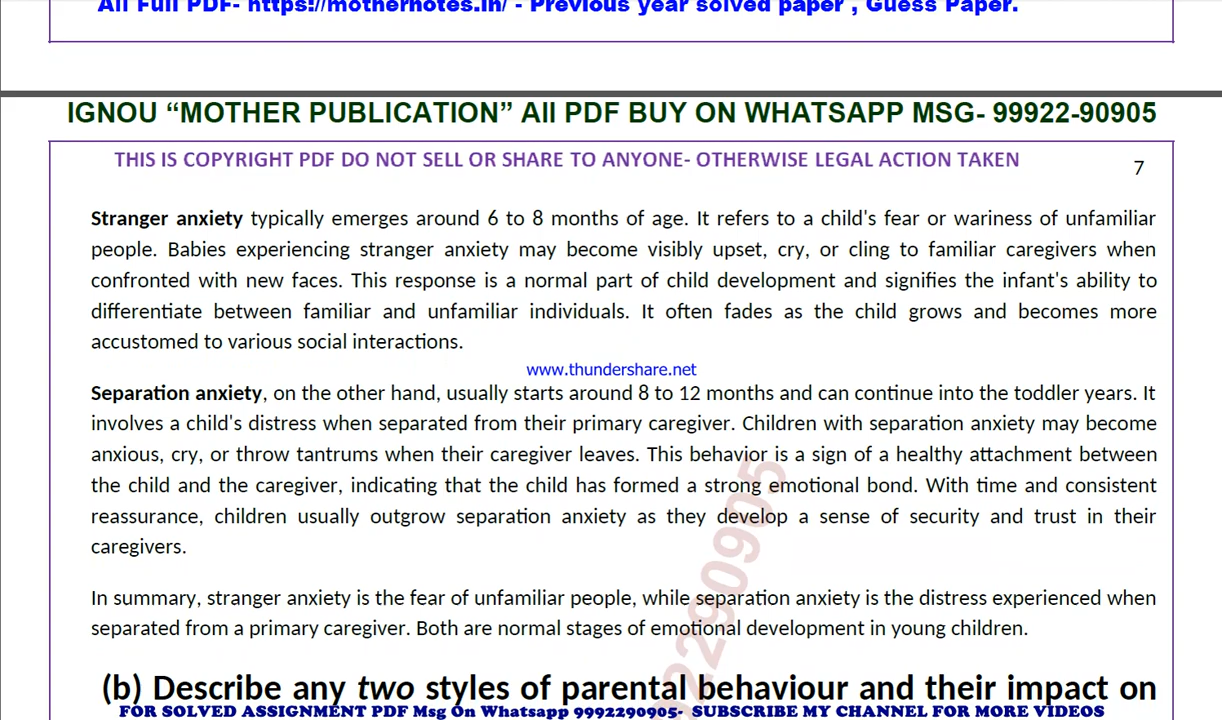 All Full PDF- https://mothernotes.in/ - Previous year solved paper , Guess Paper.
IGNOU “MOTHER PUBLICATION” All PDF BUY ON WHATSAPP MSG- 99922-90905
THIS IS COPYRIGHT PDF DO NOT SELL OR SHARE TO ANYONE- OTHERWISE LEGAL ACTION TAKEN
7
Stranger anxiety typically emerges around 6 to 8 months of age. It refers to a child's fear or wariness of unfamiliar
people. Babies experiencing stranger anxiety may become visibly upset, cry, or cling to familiar caregivers when
confronted with new faces. This response is a normal part of child development and signifies the infant's ability to
differentiate between familiar and unfamiliar individuals. It often fades as the child grows and becomes more
accustomed to various social interactions.
www.thundershare.net
Separation anxiety, on the other hand, usually starts around 8 to 12 months and can continue into the toddler years. It
involves a child's distress when separated from their primary caregiver. Children with separation anxiety may become
anxious, cry, or throw tantrums when their caregiver leaves. This behavior is a sign of a healthy attachment between
the child and the caregiver, indicating that the child has formed a strong emotional bond. With time and consistent
reassurance, children usually outgrow separation anxiety as they develop a sense of security and trust in their
caregivers.
In summary, stranger anxiety is the fear of unfamiliar people, while separation anxiety is the distress experienced when
separated from a primary caregiver. Both are normal stages of emotional development in young children.
(b) Describe any two styles of parental behaviour and their impact on
FOR SOLVED ASSIGNMENT PDF Msg On Whatsapp 9992290905- SUBSCRIBE MY CHANNEL FOR MORE VIDEOS